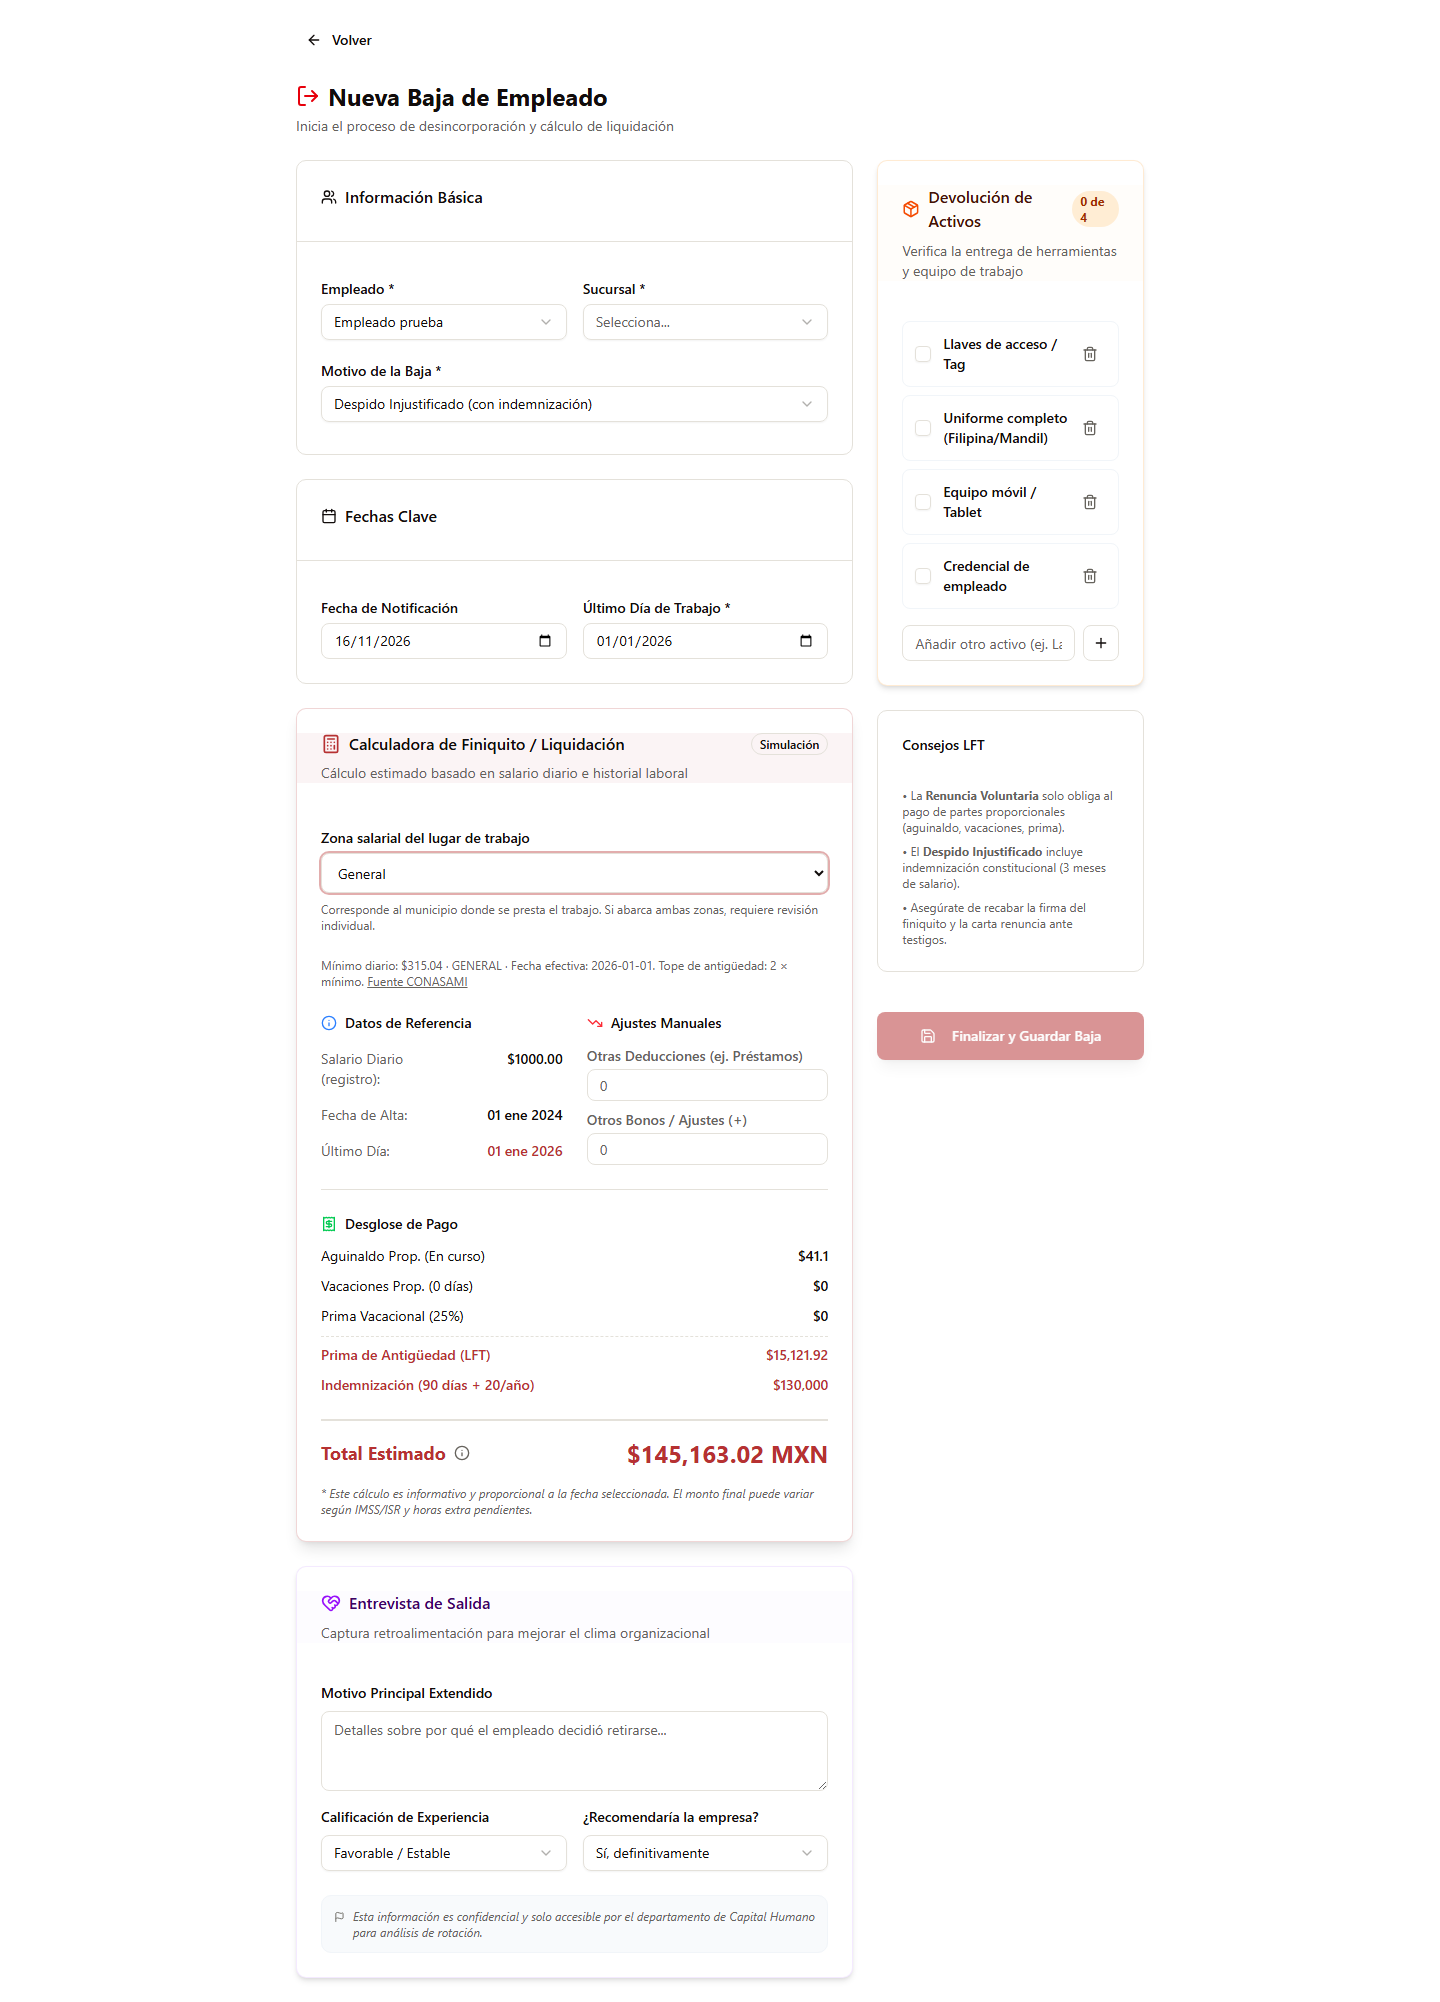 Volver
Nueva Baja de Empleado
Inicia el proceso de desincorporación y cálculo de liquidación
Información Básica
Empleado *
Sucursal *
Empleado prueba
Selecciona...
Motivo de la Baja *
Despido Injustificado (con indemnización)
Fechas Clave
Fecha de Notificación
Último Día de Trabajo *
16/11/2026
01/01/2026
Calculadora de Finiquito / Liquidación
Simulación
Cálculo estimado basado en salario diario e historial laboral
Zona salarial del lugar de trabajo
General
Corresponde al municipio donde se presta el trabajo. Si abarca ambas zonas, requiere revisión
individual.
Mínimo diario: $315.04 · GENERAL · Fecha efectiva: 2026-01-01. Tope de antigüedad: 2 ×
mínimo. Fuente CONASAMI
Datos de Referencia
Salario Diario
(registro):
$1000.00
Fecha de Alta:
01 ene 2024
Último Día:
01 ene 2026
Ajustes Manuales
Otras Deducciones (ej. Préstamos)
0
Otros Bonos / Ajustes (+)
0
Desglose de Pago
Aguinaldo Prop. (En curso)
$41.1
Vacaciones Prop. (0 días)
$0
Prima Vacacional (25%)
$0
Prima de Antigüedad (LFT)
$15,121.92
Indemnización (90 días + 20/año)
$130,000
Total Estimado
$145,163.02 MXN
* Este cálculo es informativo y proporcional a la fecha seleccionada. El monto final puede variar
según IMSS/ISR y horas extra pendientes.
Entrevista de Salida
Captura retroalimentación para mejorar el clima organizacional
Motivo Principal Extendido
Detalles sobre por qué el empleado decidió retirarse...
Calificación de Experiencia
¿Recomendaría la empresa?
Favorable / Estable
Sí, definitivamente
Esta información es confidencial y solo accesible por el departamento de Capital Humano
para análisis de rotación.
Devolución de
Activos
0 de
4
Verifica la entrega de herramientas
y equipo de trabajo
Llaves de acceso /
Tag
Uniforme completo
(Filipina/Mandil)
Equipo móvil /
Tablet
Credencial de
empleado
Añadir otro activo (ej. La
Consejos LFT
• La Renuncia Voluntaria solo obliga al
pago de partes proporcionales
(aguinaldo, vacaciones, prima).
• El Despido Injustificado incluye
indemnización constitucional (3 meses
de salario).
• Asegúrate de recabar la firma del
finiquito y la carta renuncia ante
testigos.
Finalizar y Guardar Baja